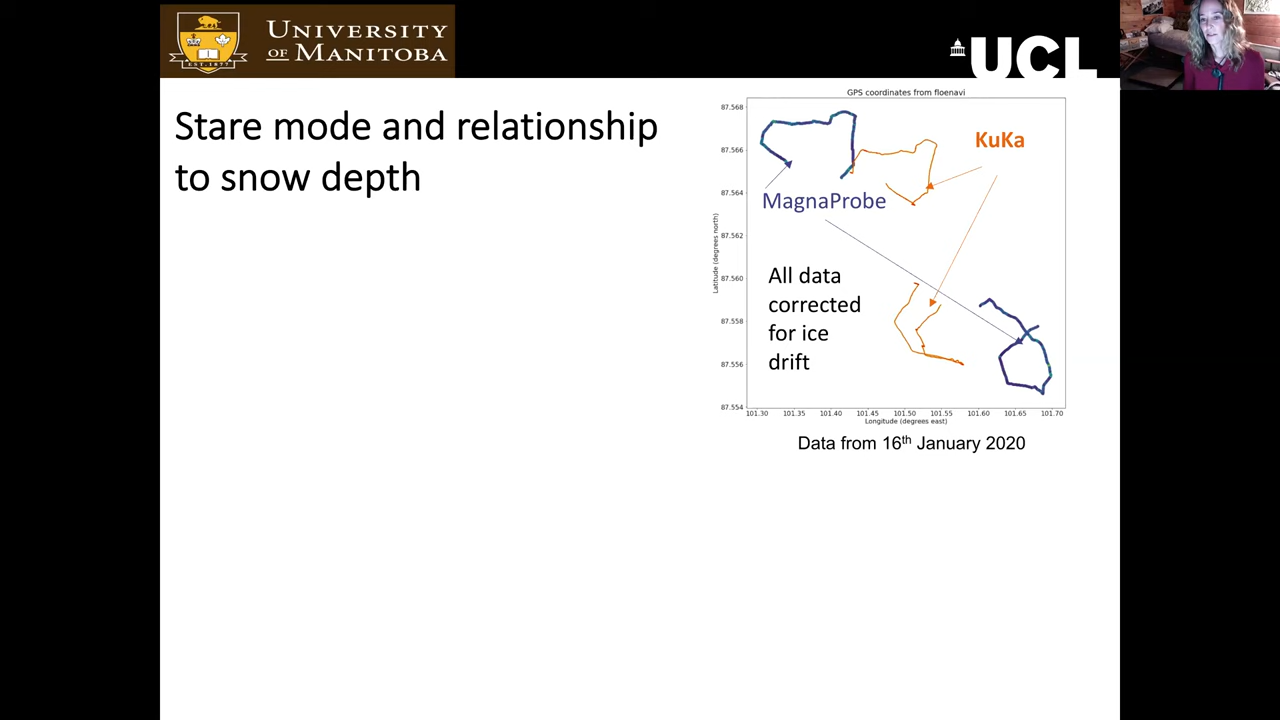 UNIVERSITY
OF MANITOBA
EST. 1877
UCL
Stare mode and relationship
to snow depth
GPS coordinates from floenavi
87.568
87.566
87.564
87.562
87.560
87.558
87.556
87.554
Latitude (degrees north)
KuKa
MagnaProbe
All data
corrected
for ice
drift
101.30 101.35 101.40 101.45 101.50 101.55 101.60 101.65 101.70
Longitude (degrees east)
Data from 16th January 2020